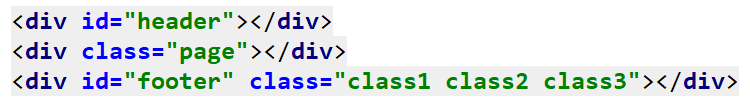 <div id="header"></div>
<div class="page"></div>
<div id="footer" class="class1 class2 class3"></div>